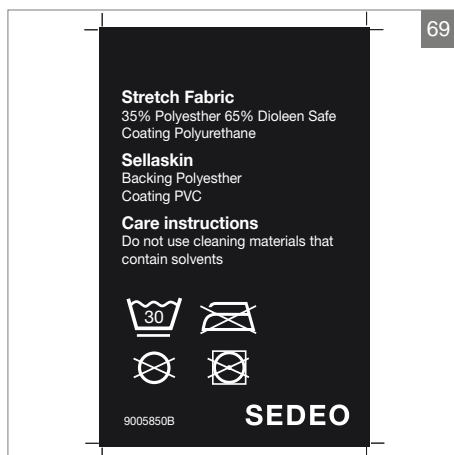 69
Stretch Fabric
35% Polyesther 65% Dioleen Safe
Coating Polyurethane
Sellaskin
Backing Polyesther
Coating PVC
Care instructions
Do not use cleaning materials that
contain solvents
30
9005850B
SEDEO